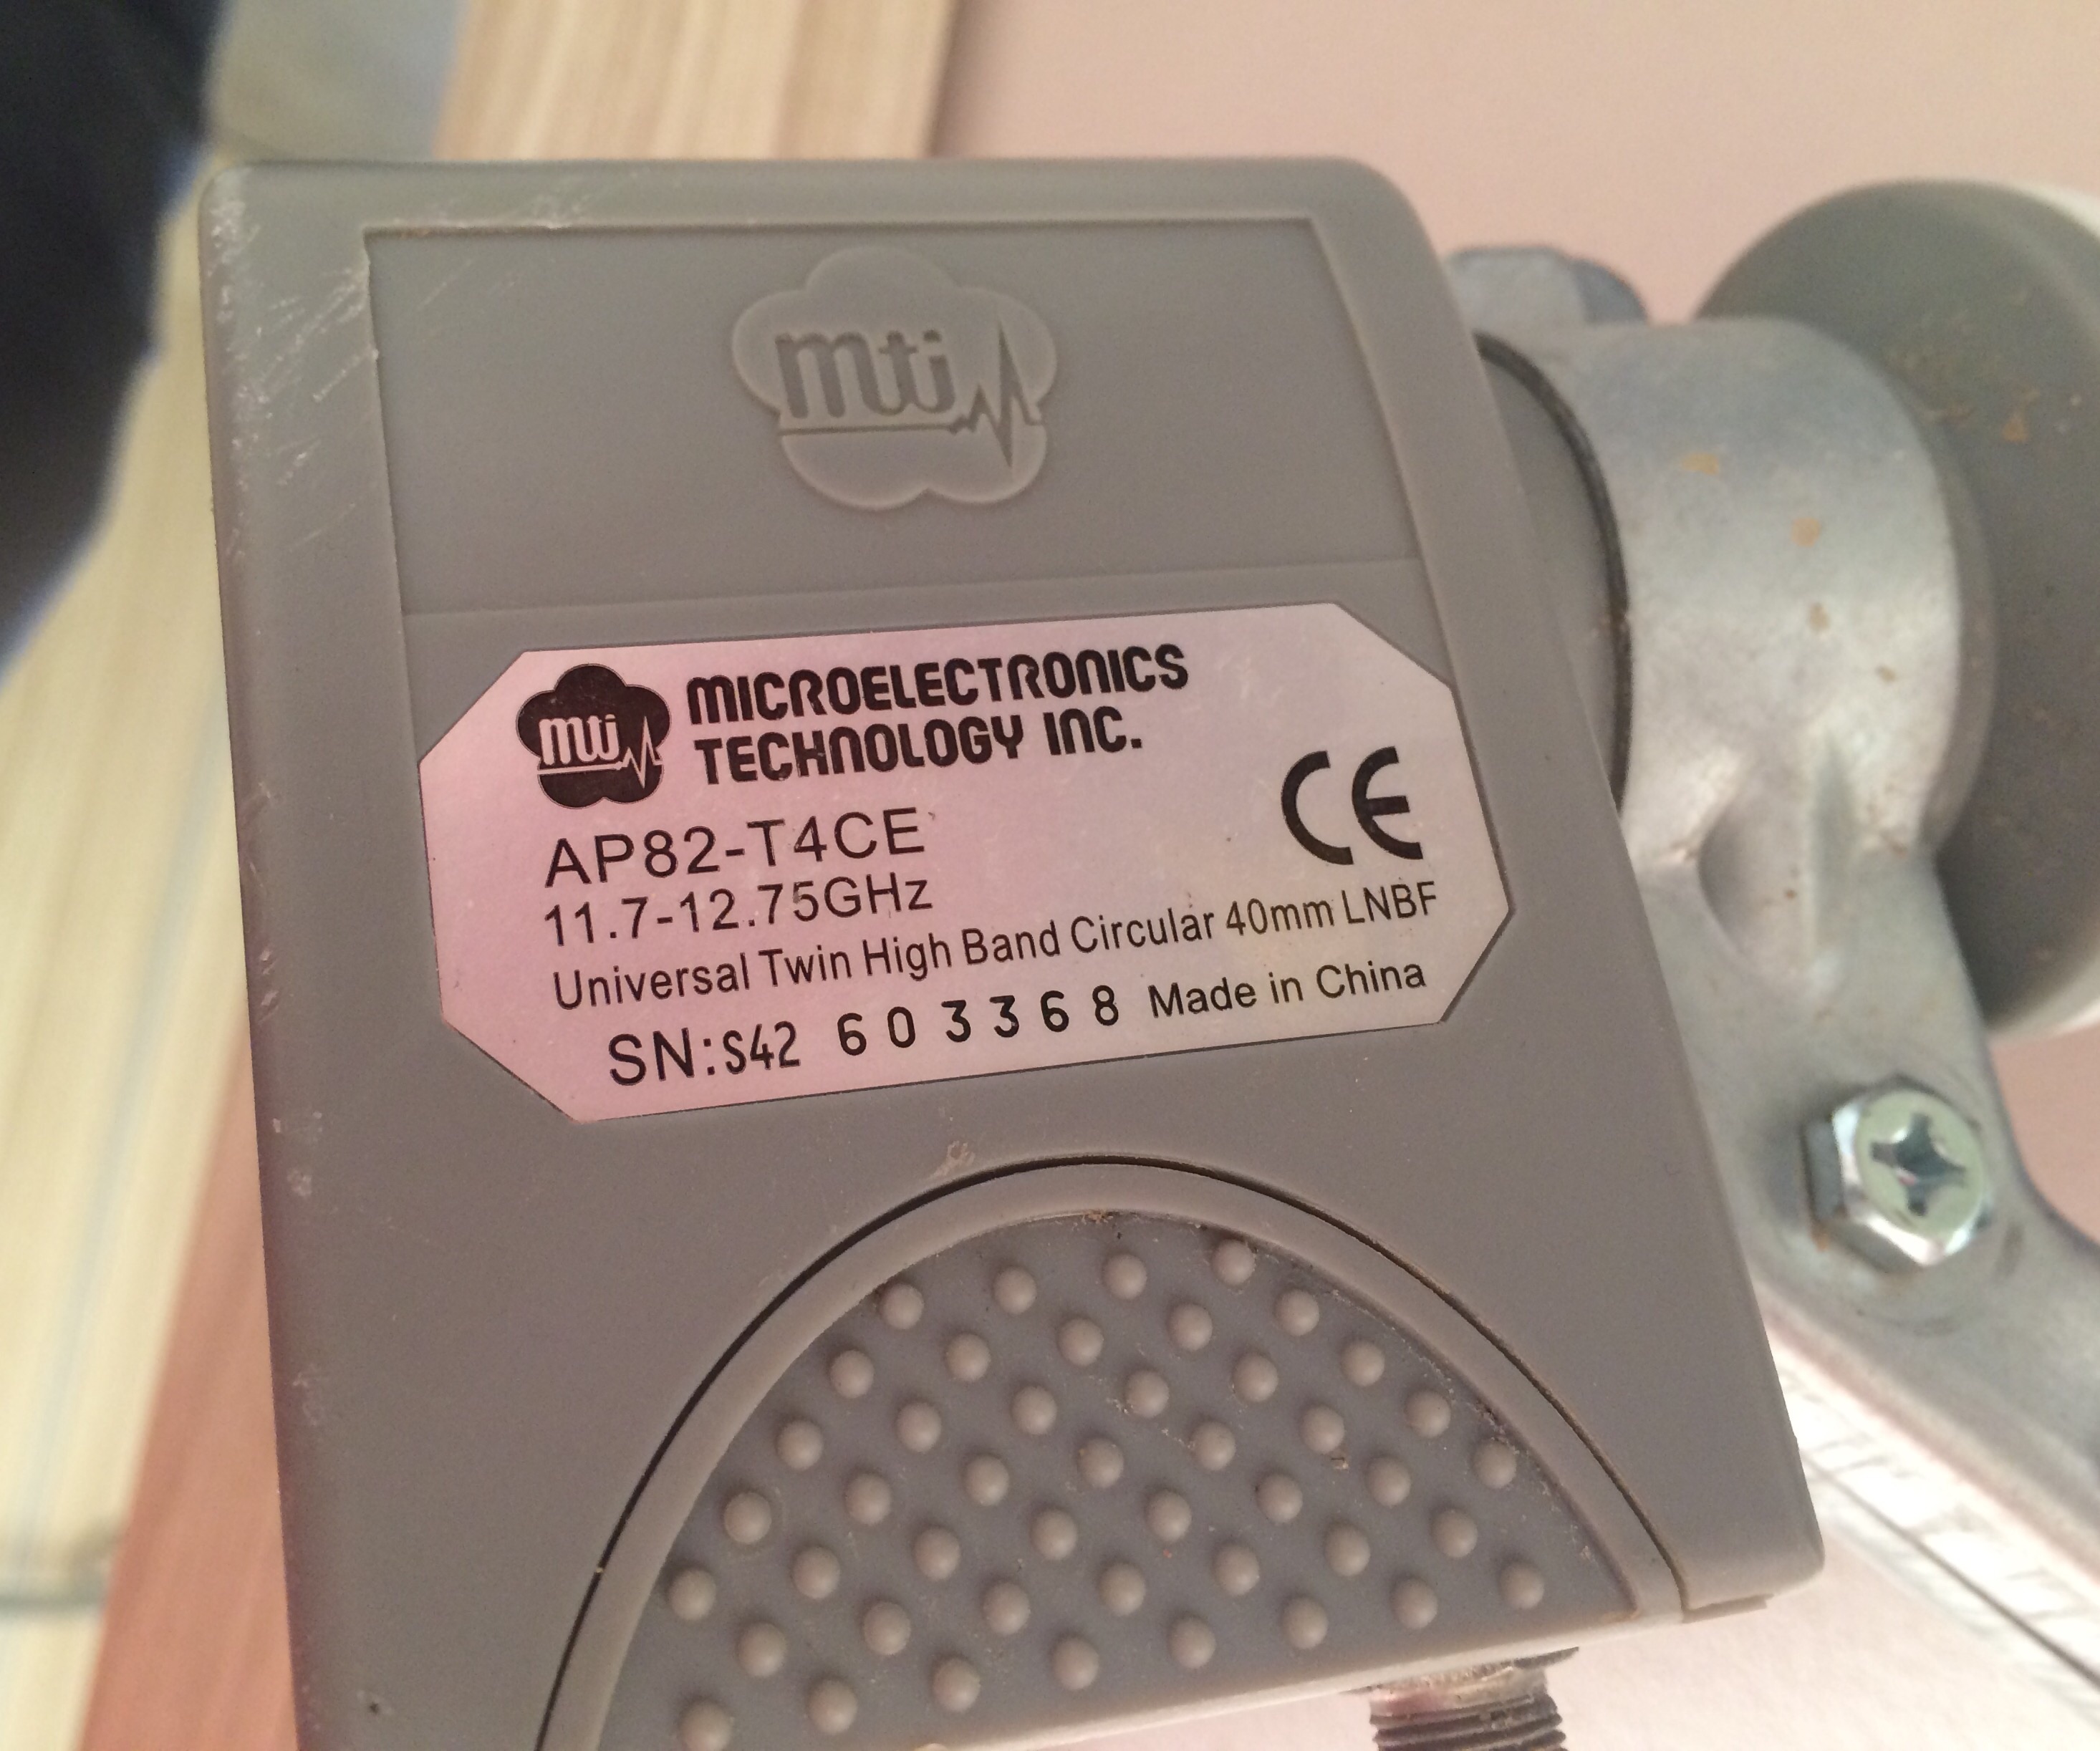 mti
mti
MICROELECTRONICS
TECHNOLOGY INC.
CE
AP82-T4CE
11.7-12.75GHz
Universal Twin High Band Circular 40mm LNBF
SN:S42 603368 Made in China